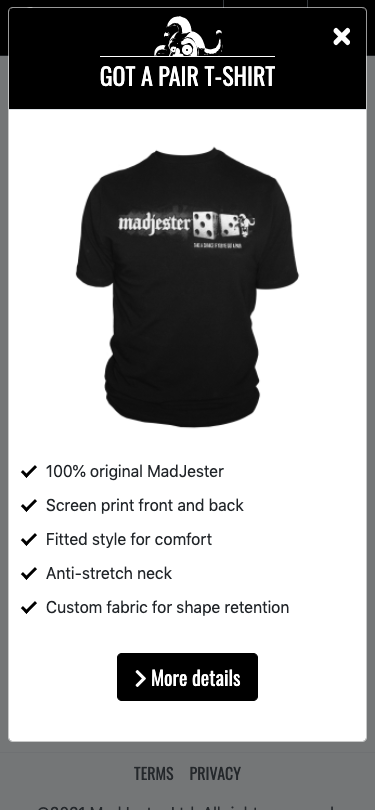 GOT A PAIR T-SHIRT
madjester
100% original MadJester
Screen print front and back
Fitted style for comfort
Anti-stretch neck
Custom fabric for shape retention
More details
TERMS PRIVACY